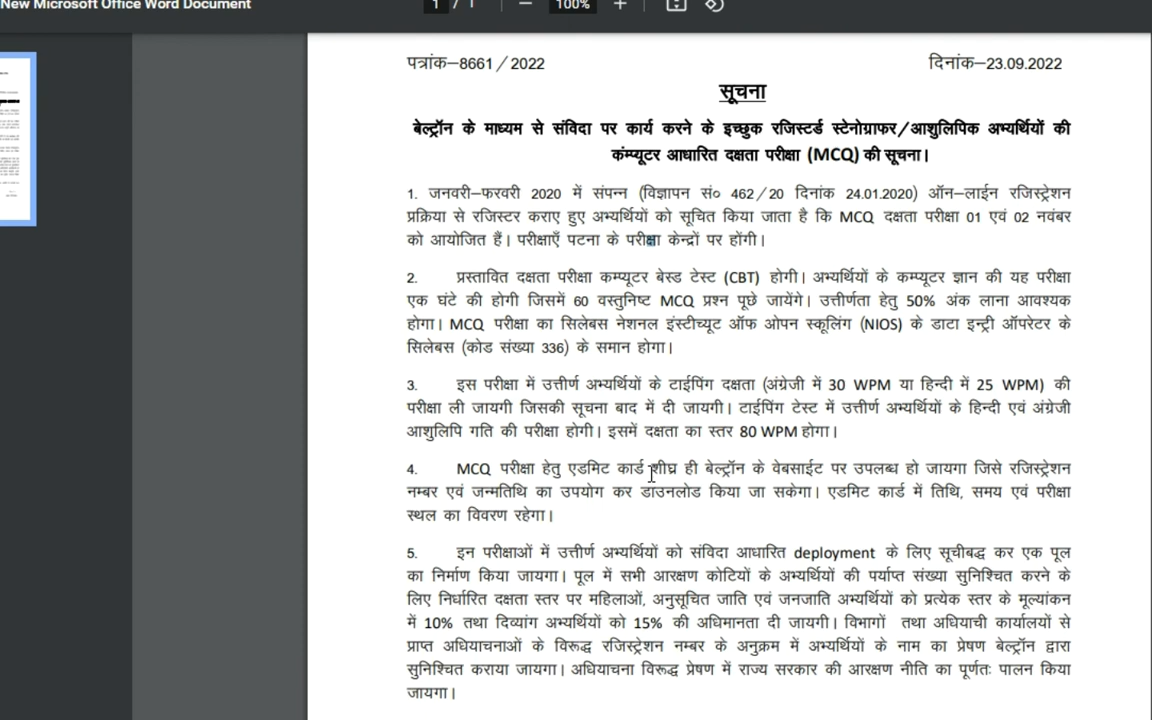 New Microsoft Office Word Document
1 / 1
100%
पत्रांक–8661 / 2022
दिनांक–23.09.2022
सूचना
बेल्ट्रॉन के माध्यम से संविदा पर कार्य करने के इच्छुक रजिस्टर्ड स्टेनोग्राफर/आशुलिपिक अभ्यर्थियों की
कंम्प्यूटर आधारित दक्षता परीक्षा (MCQ) की सूचना।
1. जनवरी–फरवरी 2020 में संपन्न (विज्ञापन सं० 462/20 दिनांक 24.01.2020) ऑन–लाईन रजिस्ट्रेशन
प्रक्रिया से रजिस्टर कराए हुए अभ्यर्थियों को सूचित किया जाता है कि MCQ दक्षता परीक्षा 01 एवं 02 नवंबर
को आयोजित हैं। परीक्षाएँ पटना के परीक्षा केन्द्रों पर होंगी।
2. प्रस्तावित दक्षता परीक्षा कम्प्यूटर बेस्ड टेस्ट (CBT) होगी। अभ्यर्थियों के कम्प्यूटर ज्ञान की यह परीक्षा
एक घंटे की होगी जिसमें 60 वस्तुनिष्ट MCQ प्रश्न पूछे जायेंगे। उत्तीर्णता हेतु 50% अंक लाना आवश्यक
होगा। MCQ परीक्षा का सिलेबस नेशनल इंस्टीच्यूट ऑफ ओपन स्कूलिंग (NIOS) के डाटा इन्ट्री ऑपरेटर के
सिलेबस (कोड संख्या 336) के समान होगा।
3. इस परीक्षा में उत्तीर्ण अभ्यर्थियों के टाईपिंग दक्षता (अंग्रेजी में 30 WPM या हिन्दी में 25 WPM) की
परीक्षा ली जायगी जिसकी सूचना बाद में दी जायगी। टाईपिंग टेस्ट में उत्तीर्ण अभ्यर्थियों के हिन्दी एवं अंग्रेजी
आशुलिपि गति की परीक्षा होगी। इसमें दक्षता का स्तर 80 WPM होगा।
4. MCQ परीक्षा हेतु एडमिट कार्ड शीघ्र ही बेल्ट्रॉन के वेबसाईट पर उपलब्ध हो जायगा जिसे रजिस्ट्रेशन
नम्बर एवं जन्मतिथि का उपयोग कर डाउनलोड किया जा सकेगा। एडमिट कार्ड में तिथि, समय एवं परीक्षा
स्थल का विवरण रहेगा।
5. इन परीक्षाओं में उत्तीर्ण अभ्यर्थियों को संविदा आधारित deployment के लिए सूचीबद्ध कर एक पूल
का निर्माण किया जायगा। पूल में सभी आरक्षण कोटियों के अभ्यर्थियों की पर्याप्त संख्या सुनिश्चित करने के
लिए निर्धारित दक्षता स्तर पर महिलाओं, अनुसूचित जाति एवं जनजाति अभ्यर्थियों को प्रत्येक स्तर के मूल्यांकन
में 10% तथा दिव्यांग अभ्यर्थियों को 15% की अधिमानता दी जायगी। विभागों तथा अधियाची कार्यालयों से
प्राप्त अधियाचनाओं के विरूद्ध रजिस्ट्रेशन नम्बर के अनुक्रम में अभ्यर्थियों के नाम का प्रेषण बेल्ट्रॉन द्वारा
सुनिश्चित कराया जायगा। अधियाचना विरूद्ध प्रेषण में राज्य सरकार की आरक्षण नीति का पूर्णतः पालन किया
जायगा।